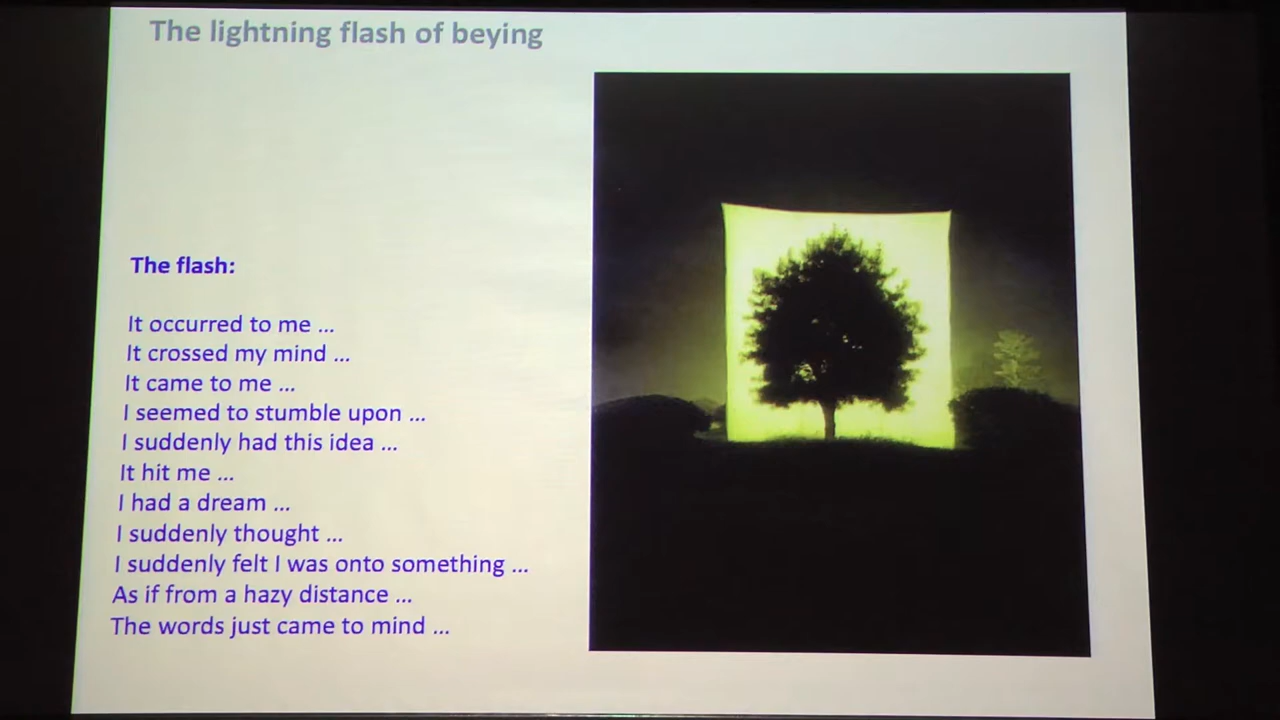 The lightning flash of beying
The flash:
It occurred to me ...
It crossed my mind ...
It came to me ...
I seemed to stumble upon ...
I suddenly had this idea ...
It hit me ...
I had a dream ...
I suddenly thought ...
I suddenly felt I was onto something ...
As if from a hazy distance ...
The words just came to mind ...